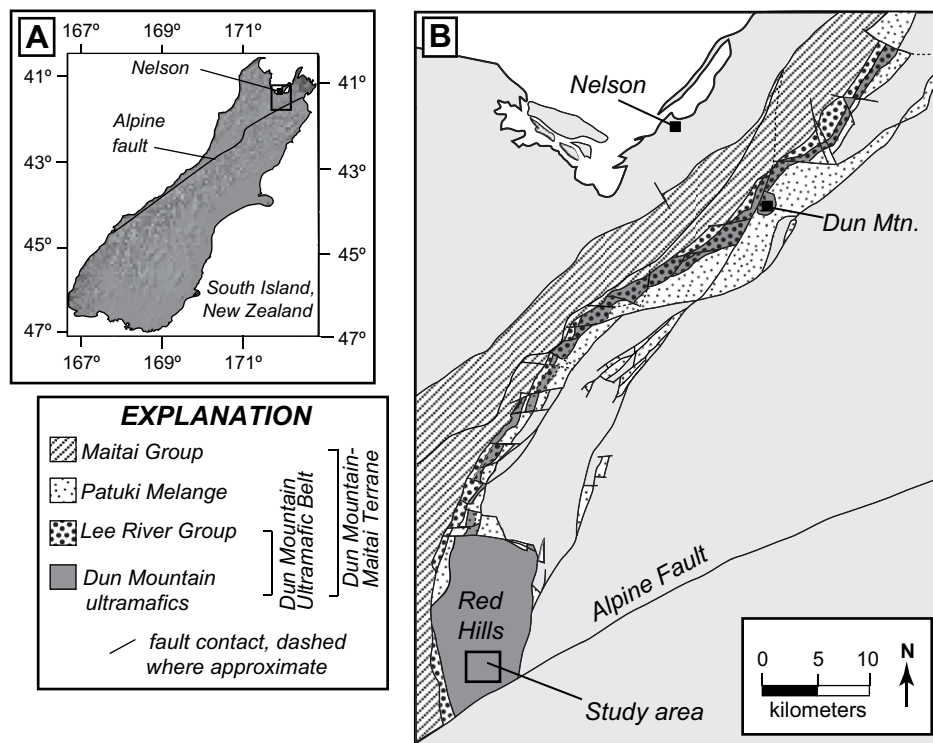 A
167º 169º 171º
41º
43º
45º
47º
41º
43º
45º
47º
167º 169º 171º
Nelson
Alpine
fault
South Island,
New Zealand
EXPLANATION
Maitai Group
Patuki Melange
Lee River Group
Dun Mountain
ultramafics
Dun Mountain
Ultramafic Belt
Dun Mountain-
Maitai Terrane
fault contact, dashed
where approximate
B
Nelson
Dun Mtn.
Alpine Fault
Red
Hills
Study area
0 5 10
kilometers
N